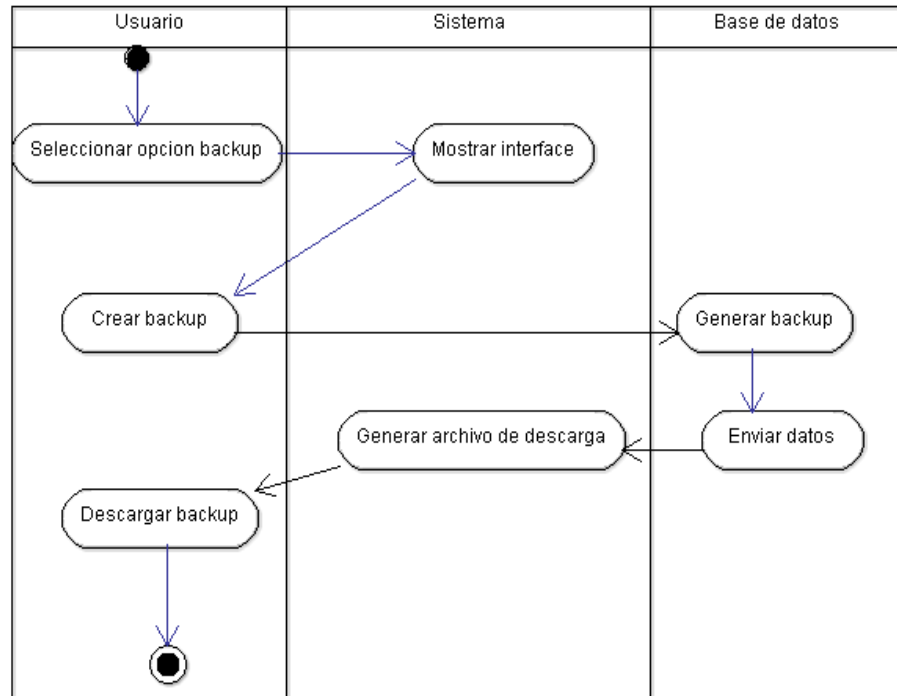 Usuario
Sistema
Base de datos
Seleccionar opcion backup
Mostrar interface
Crear backup
Generar backup
Generar archivo de descarga
Enviar datos
Descargar backup